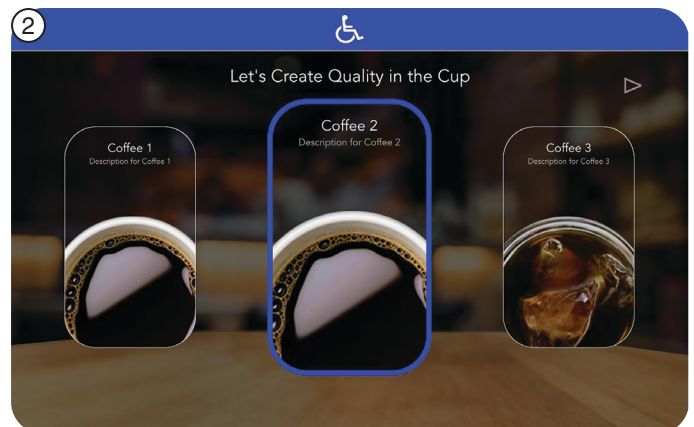 2
Let's Create Quality in the Cup
Coffee 1
Description for Coffee 1
Coffee 2
Description for Coffee 2
Coffee 3
Description for Coffee 3